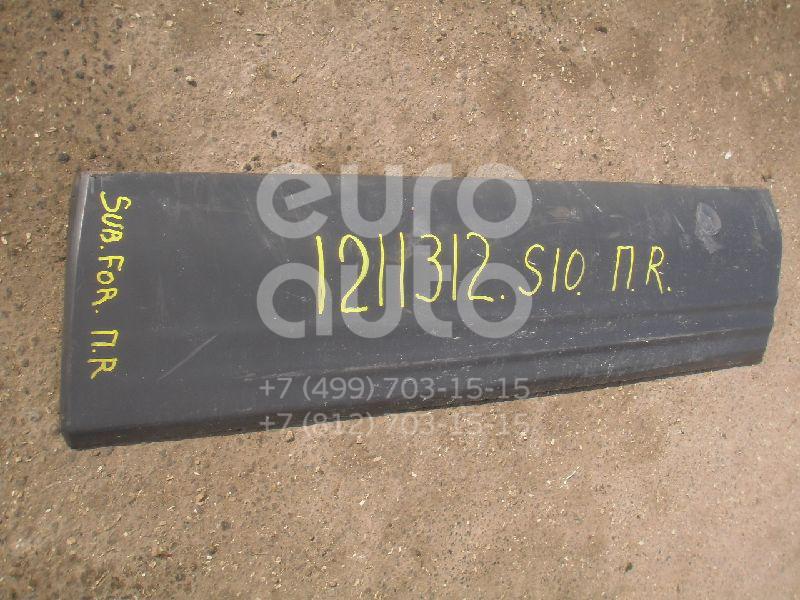 SUB. FOR. П.R
1211312. S10. П.R.
euro
auto
+7 (499) 703-15-15
+7 (812) 703-15-15